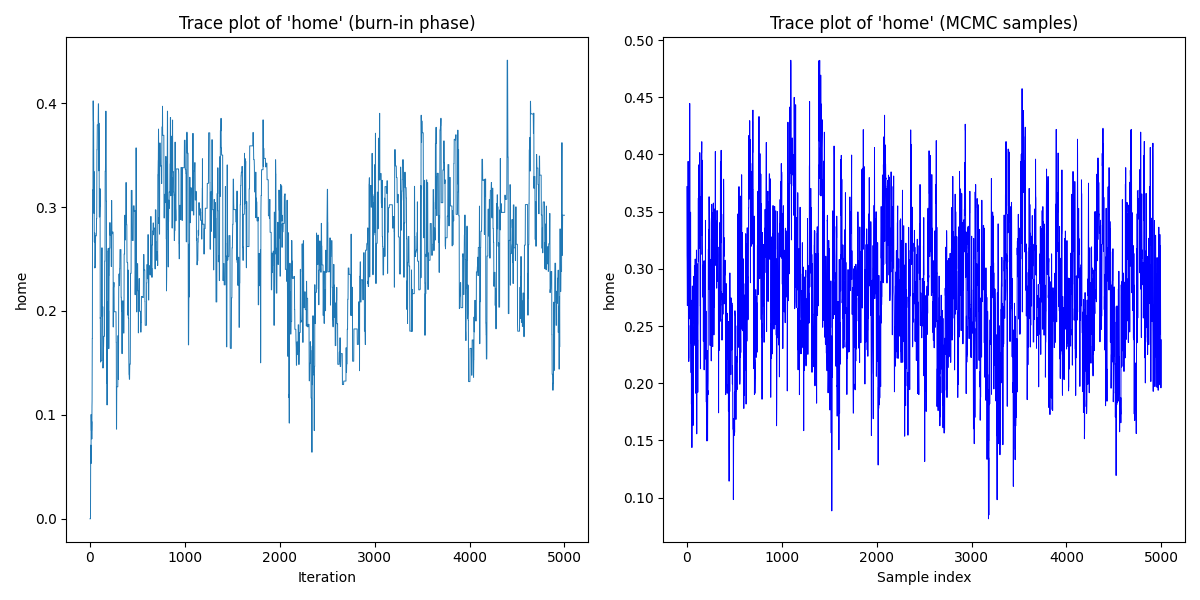 Trace plot of 'home' (burn-in phase)
home
0.4
0.3
0.2
0.1
0.0
0 1000 2000 3000 4000 5000
Iteration
Trace plot of 'home' (MCMC samples)
home
0.50
0.45
0.40
0.35
0.30
0.25
0.20
0.15
0.10
0 1000 2000 3000 4000 5000
Sample index